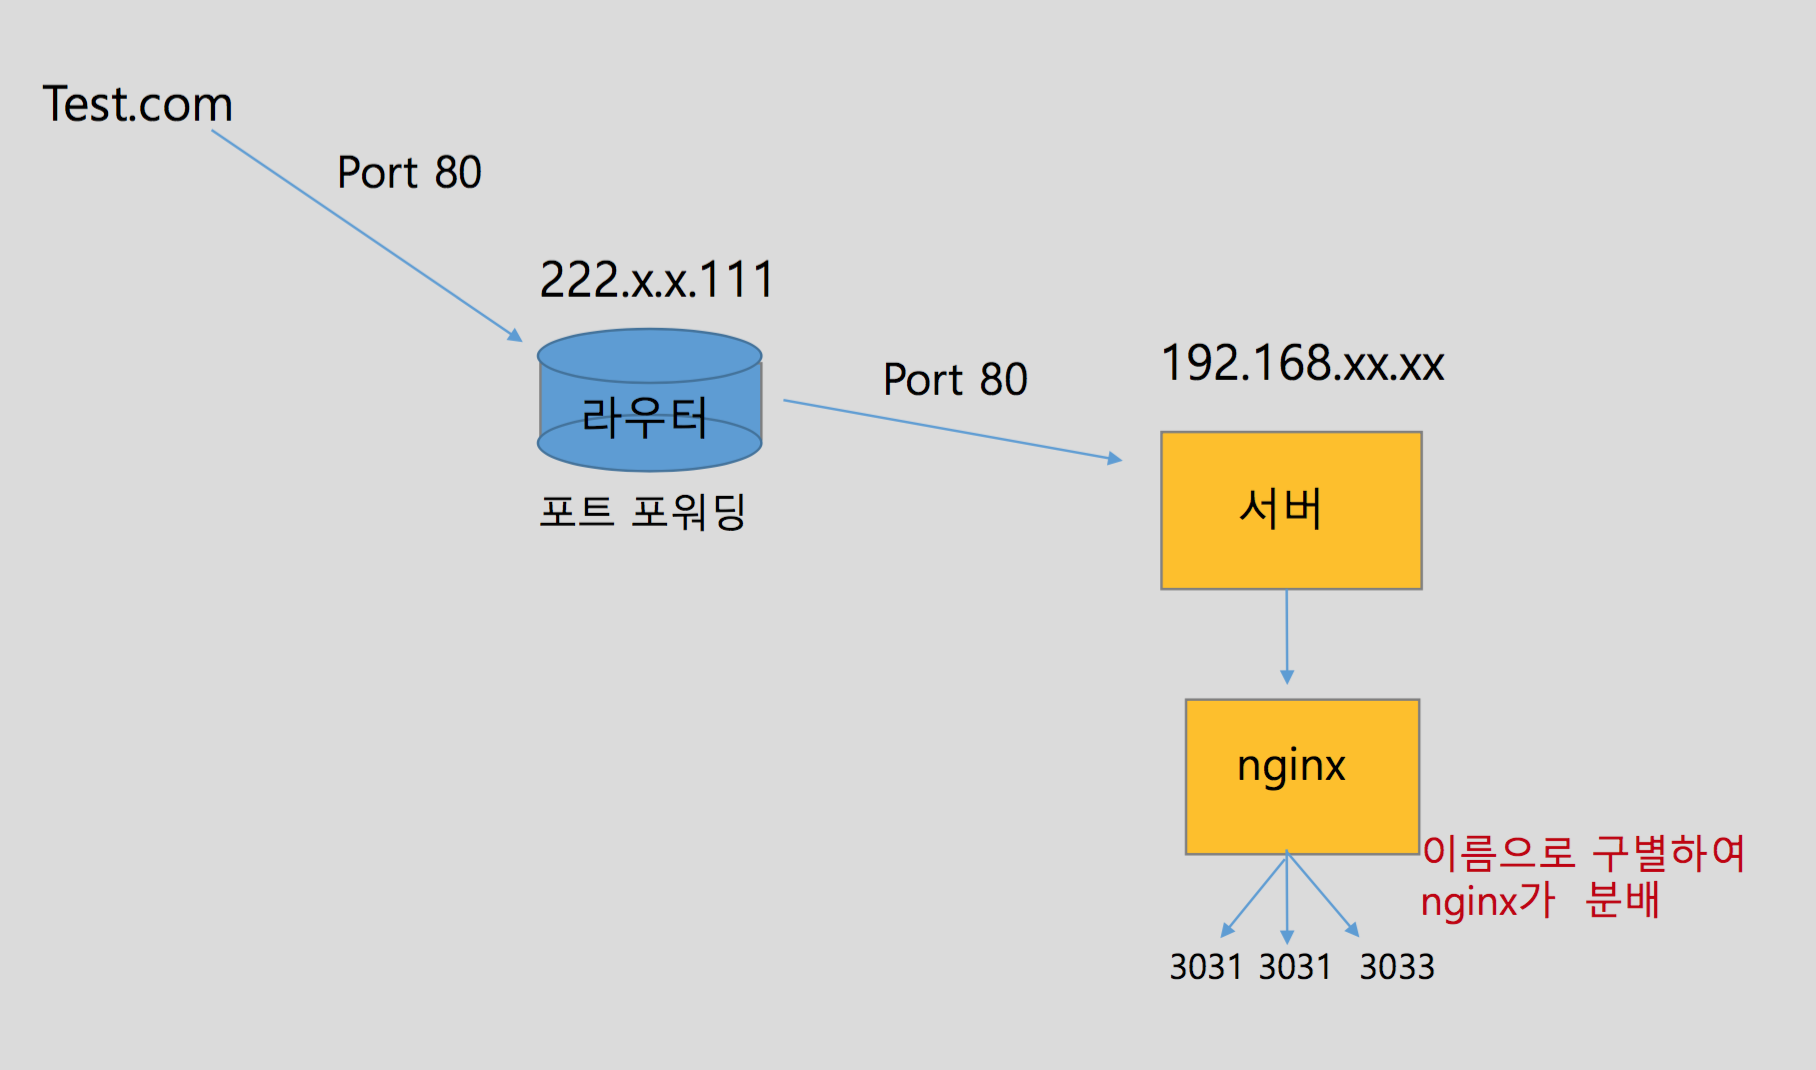 Test.com
Port 80
222.x.x.111
라우터
포트 포워딩
Port 80
192.168.xx.xx
서버
nginx
이름으로 구별하여
nginx가 분배
3031 3031 3033